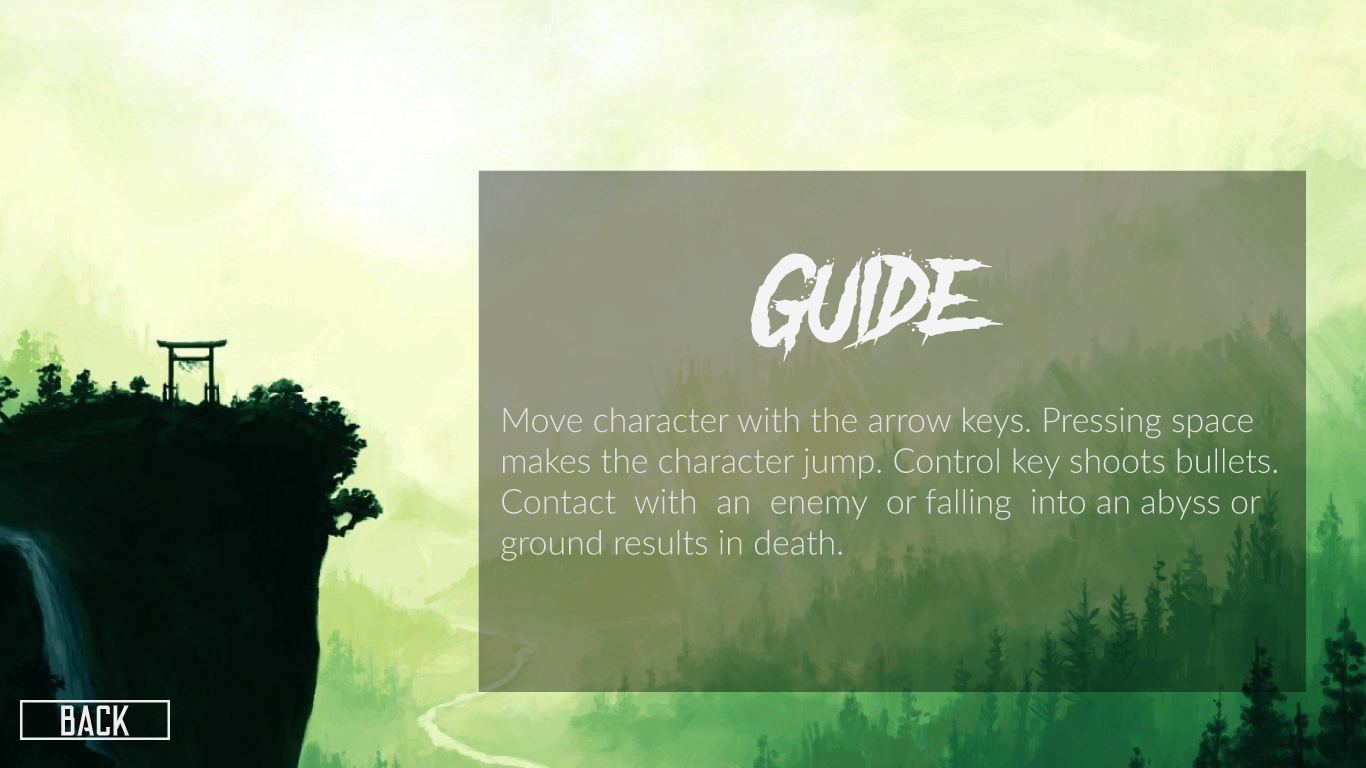 GUIDE
Move character with the arrow keys. Pressing space
makes the character jump. Control key shoots bullets.
Contact with an enemy or falling into an abyss or
ground results in death.
BACK